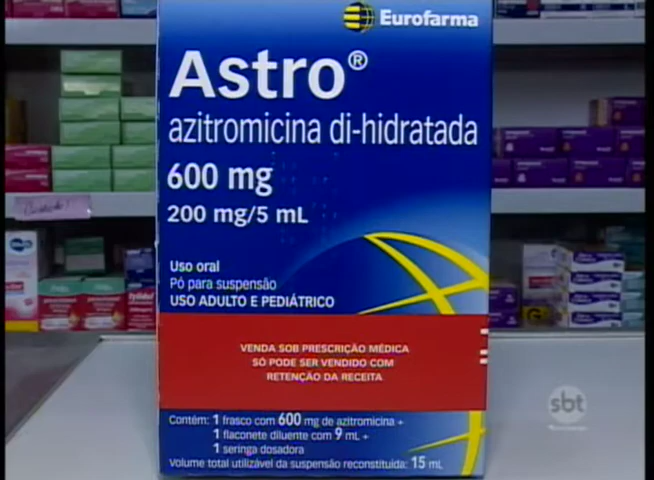 Eurofarma
Astro®
azitromicina di-hidratada
600 mg
200 mg/5 mL
Uso oral
Pó para suspensão
USO ADULTO E PEDIÁTRICO
VENDA SOB PRESCRIÇÃO MÉDICA
SÓ PODE SER VENDIDO COM
RETENÇÃO DA RECEITA
Contém: 1 frasco com 600 mg de azitromicina +
1 flaconete diluente com 9 mL +
1 seringa dosadora
Volume total utilizável da suspensão reconstituída: 15 mL
sbt